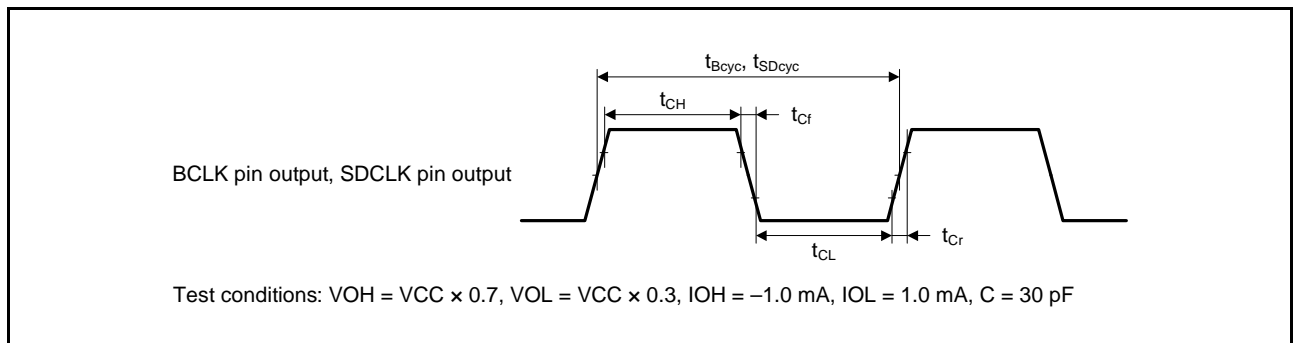 tBcyc, tSDcyc
tCH
tCf
BCLK pin output, SDCLK pin output
tCL
tCr
Test conditions: VOH = VCC × 0.7, VOL = VCC × 0.3, IOH = –1.0 mA, IOL = 1.0 mA, C = 30 pF